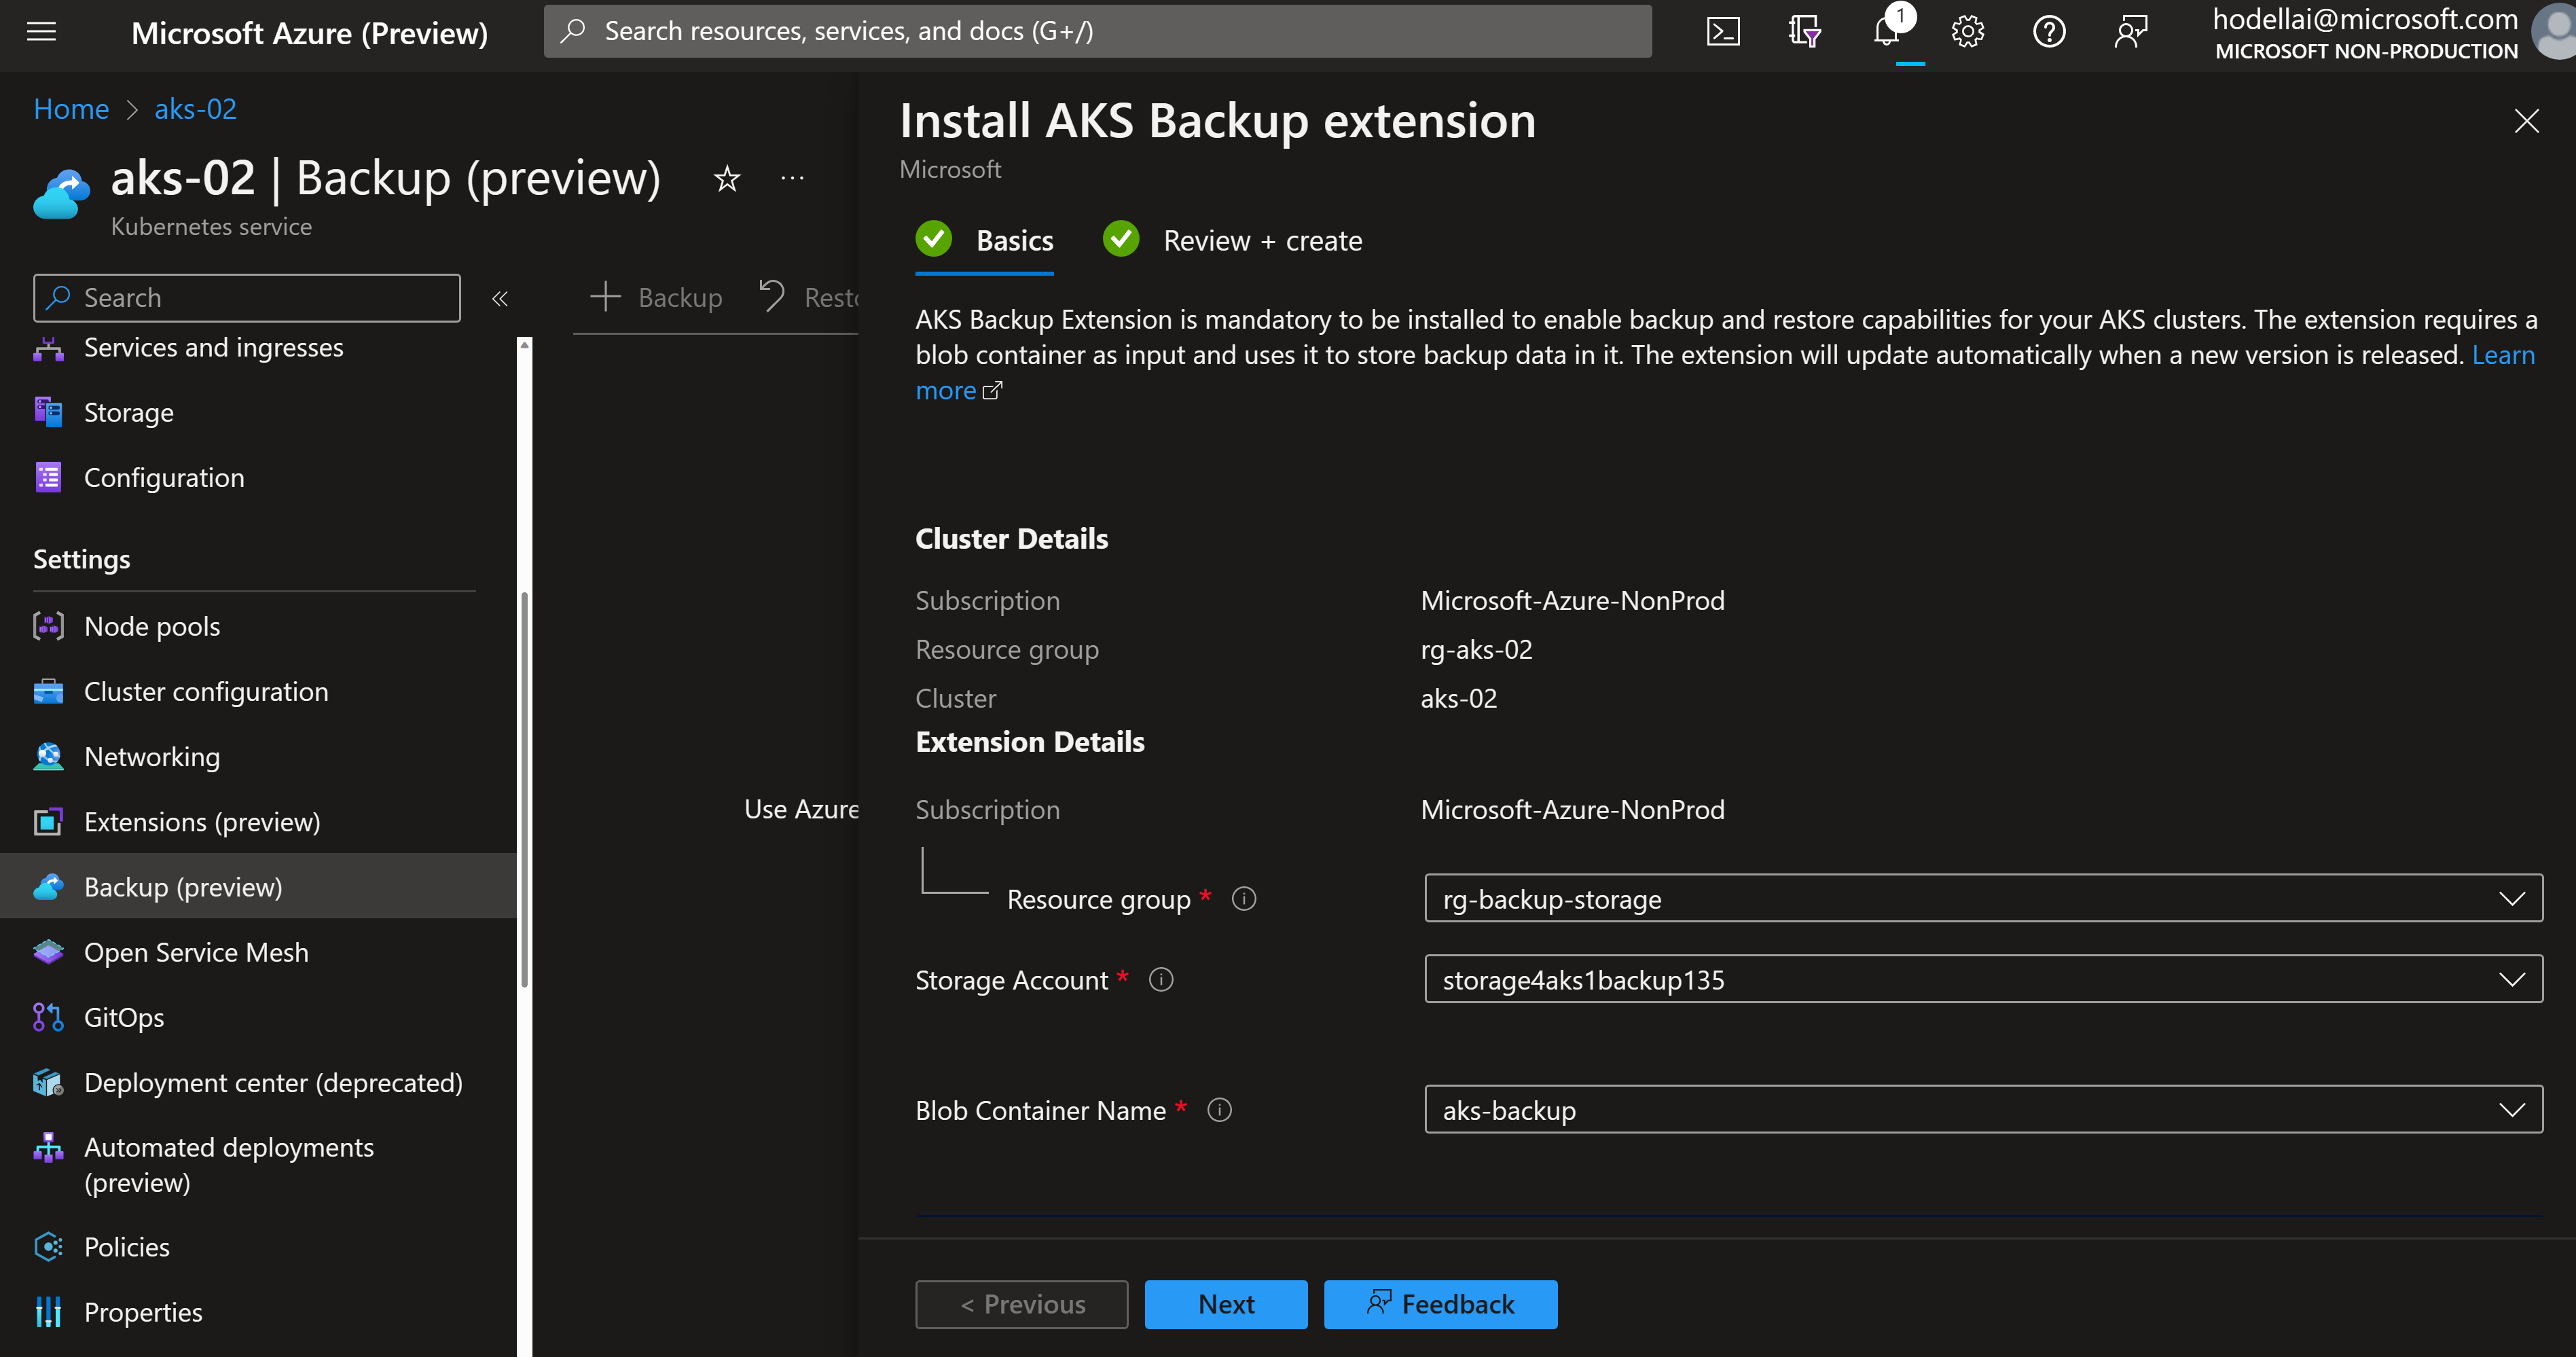 Microsoft Azure (Preview)
Search resources, services, and docs (G+/)
1
hodellai@microsoft.com
MICROSOFT NON-PRODUCTION
Home > aks-02
aks-02 | Backup (preview)
...
Kubernetes service
Search
«
Services and ingresses
Storage
Configuration
Settings
Node pools
Cluster configuration
Networking
Extensions (preview)
Backup (preview)
Open Service Mesh
GitOps
Deployment center (deprecated)
Automated deployments
(preview)
Policies
Properties
+ Backup
Resto
Use Azure
Install AKS Backup extension
Microsoft
Basics
Review + create
AKS Backup Extension is mandatory to be installed to enable backup and restore capabilities for your AKS clusters. The extension requires a
blob container as input and uses it to store backup data in it. The extension will update automatically when a new version is released. Learn
more
Cluster Details
Subscription Microsoft-Azure-NonProd
Resource group rg-aks-02
Cluster aks-02
Extension Details
Subscription Microsoft-Azure-NonProd
Resource group * rg-backup-storage
Storage Account * storage4aks1backup135
Blob Container Name * aks-backup
< Previous
Next
Feedback